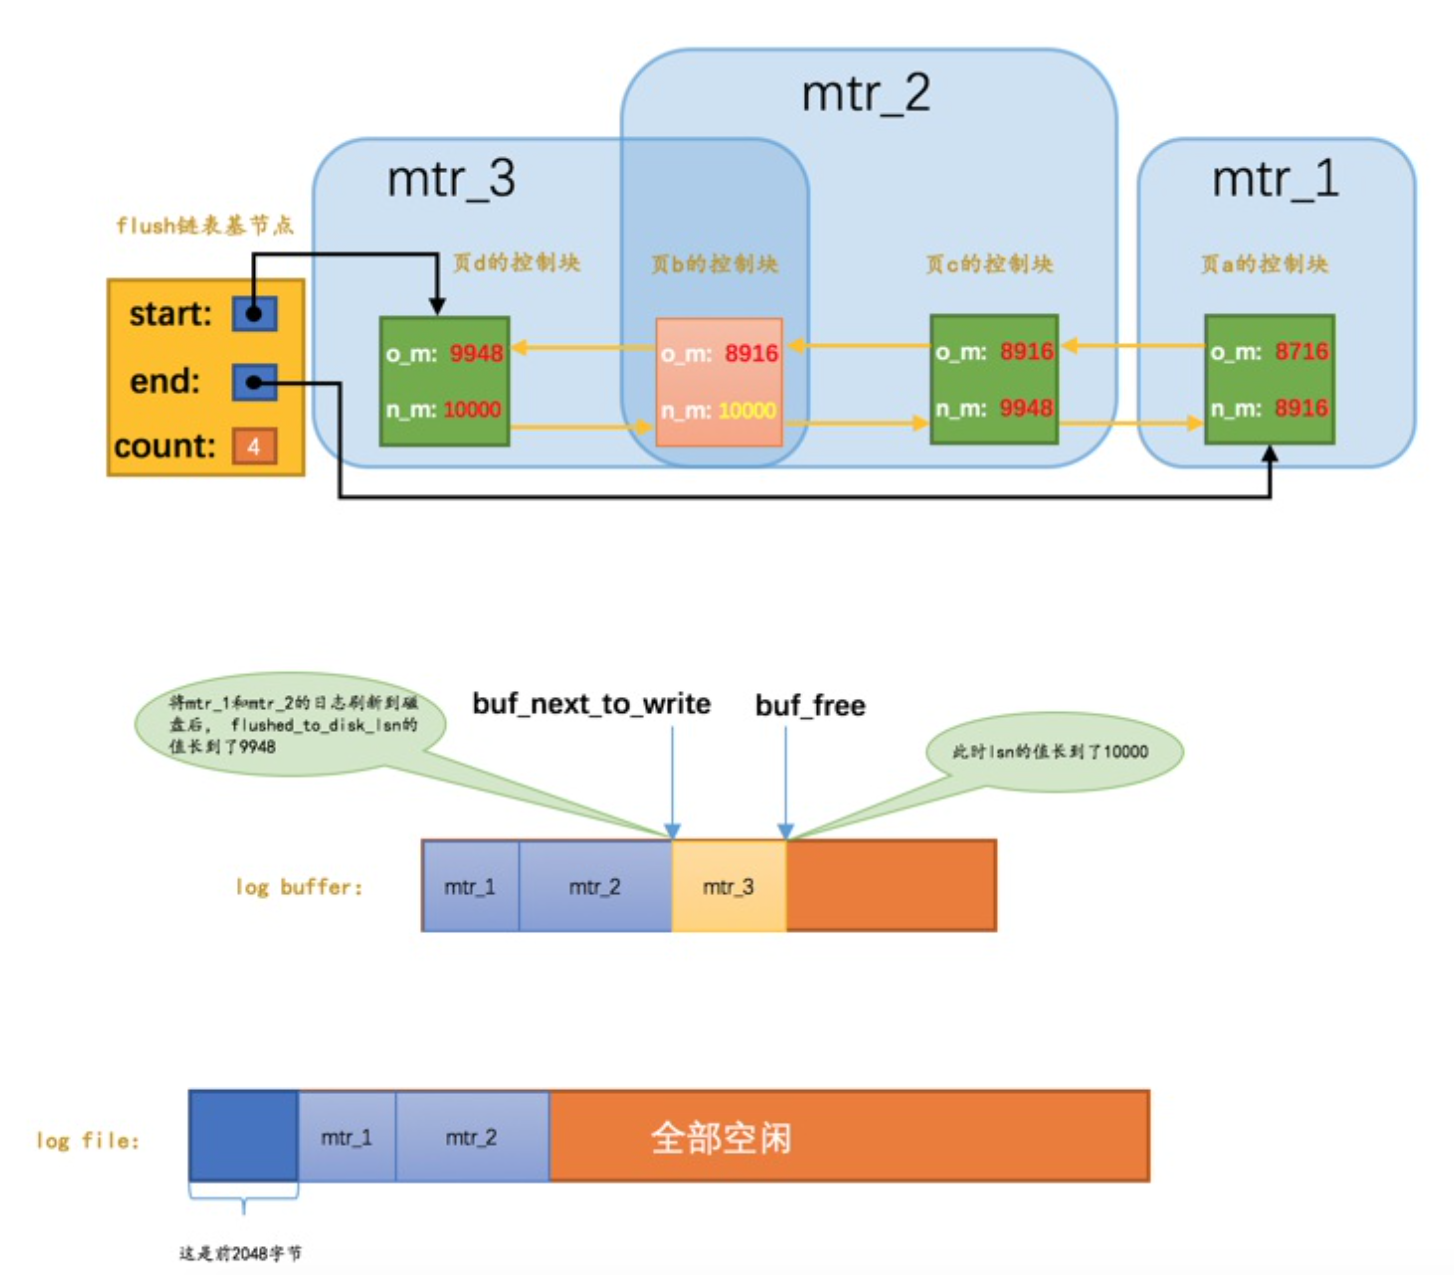 mtr_2
mtr_3
mtr_1
flush链表基节点
页d的控制块
页b的控制块
页c的控制块
页a的控制块
start:
end:
count: 4
o_m: 9948
n_m: 10000
o_m: 8916
n_m: 10000
o_m: 8916
n_m: 9948
o_m: 8716
n_m: 8916
将mtr_1和mtr_2的日志刷新到磁
盘后， flushed_to_disk_lsn的
值长到了9948
buf_next_to_write
buf_free
此时lsn的值长到了10000
log buffer:
mtr_1
mtr_2
mtr_3
log file:
mtr_1
mtr_2
全部空闲
这是前2048字节